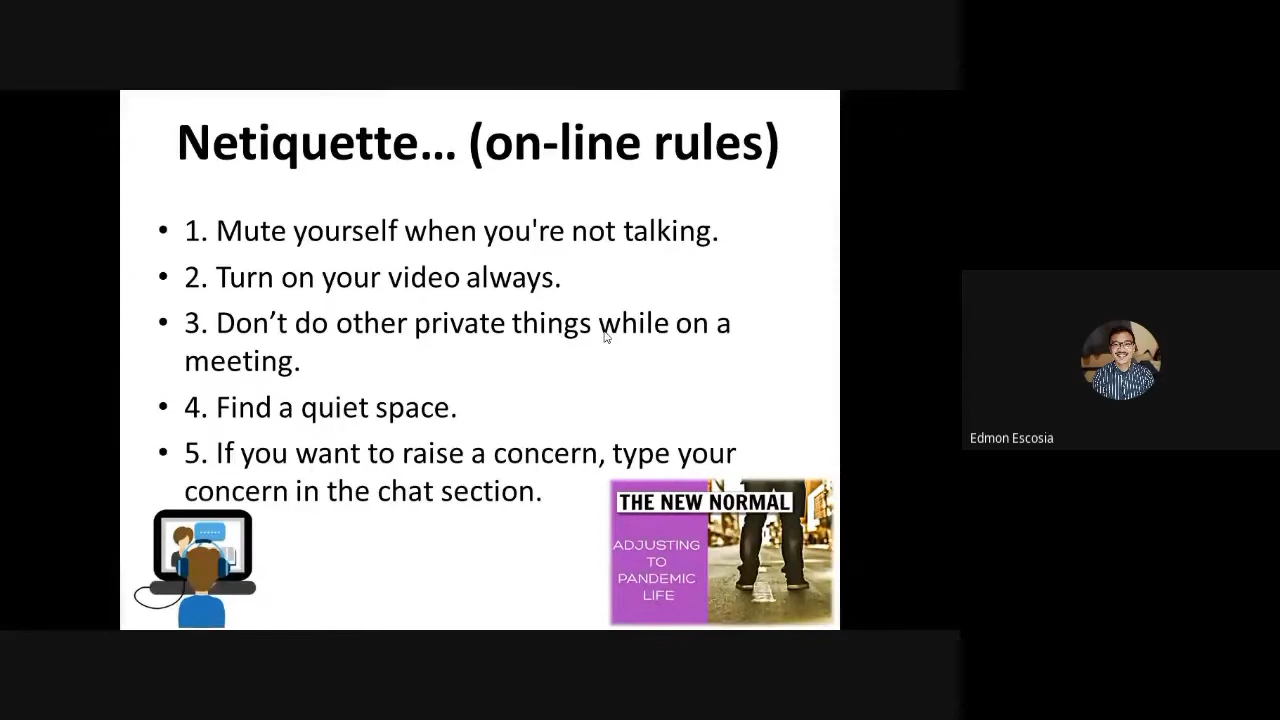 Netiquette... (on-line rules)
• 1. Mute yourself when you're not talking.
• 2. Turn on your video always.
• 3. Don’t do other private things while on a
meeting.
• 4. Find a quiet space.
• 5. If you want to raise a concern, type your
concern in the chat section.
THE NEW NORMAL
ADJUSTING
TO
PANDEMIC
LIFE
Edmon Escosia